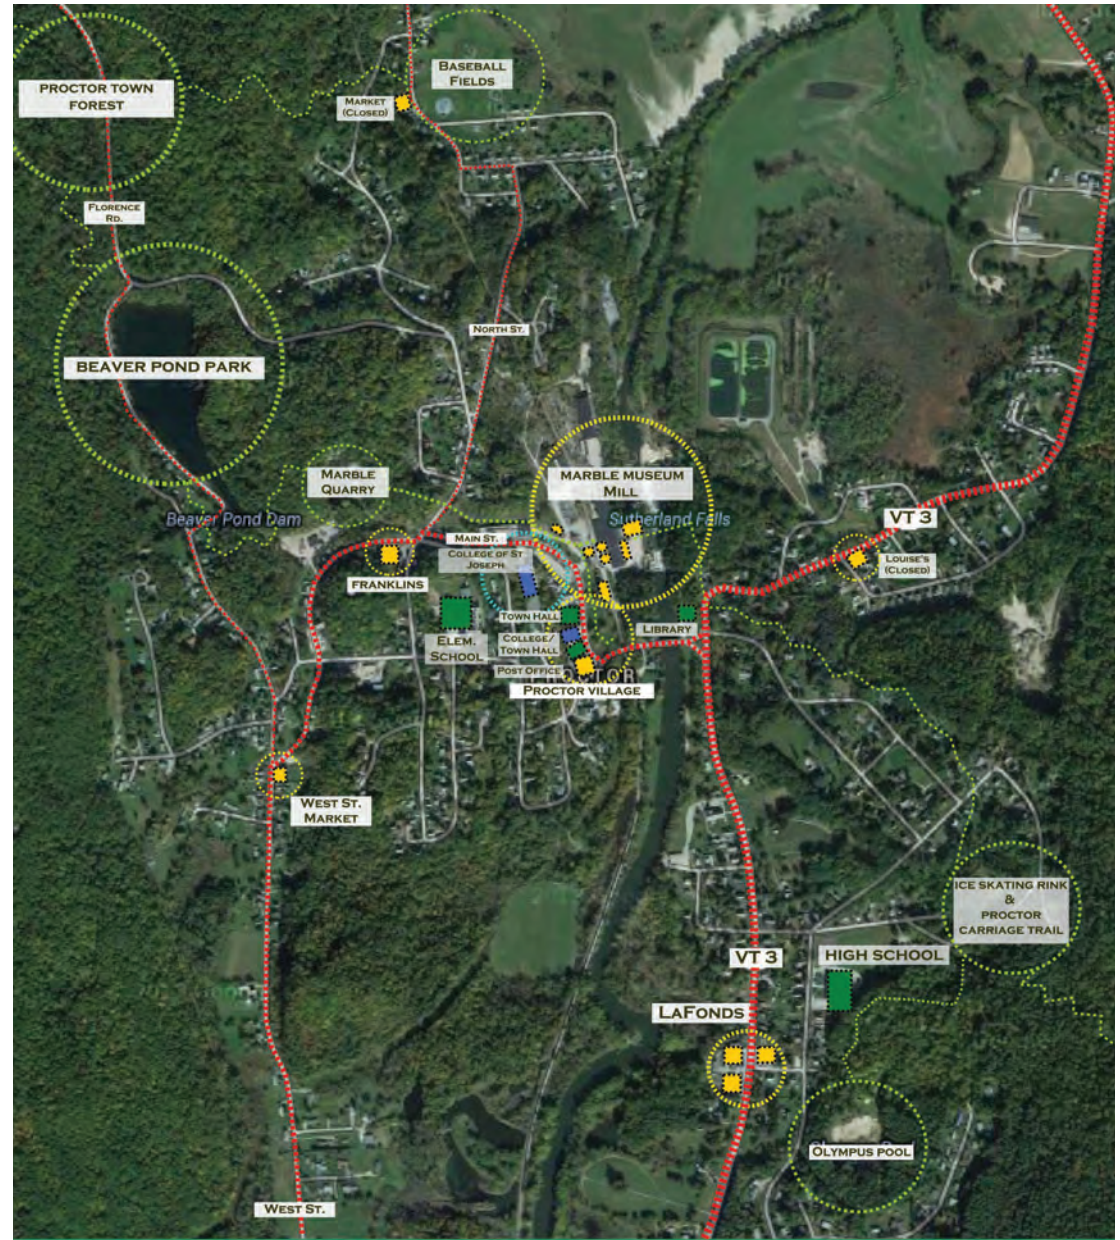 BASEBALL
FIELDS
PROCTOR TOWN
FOREST
MARKET
(CLOSED)
FLORENCE
RD.
NORTH ST.
BEAVER POND PARK
MARBLE
QUARRY
MARBLE MUSEUM
MILL
Beaver Pond Dam
Sutherland Falls
VT 3
MAIN ST.
COLLEGE OF ST
JOSEPH
LOUISE'S
(CLOSED)
FRANKLINS
TOWN HALL
LIBRARY
ELEM.
SCHOOL
COLLEGE/
TOWN HALL
POST OFFICE
PROCTOR
PROCTOR VILLAGE
WEST ST.
MARKET
ICE SKATING RINK
&
PROCTOR
CARRIAGE TRAIL
VT 3
HIGH SCHOOL
LAFONDS
OLYMPUS POOL
WEST ST.